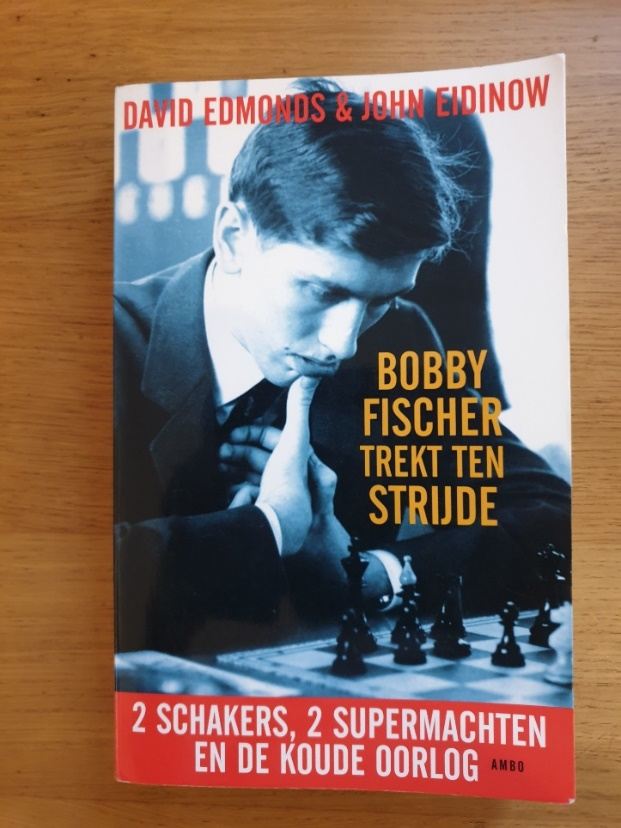 DAVID EDMONDS & JOHN EIDINOW
BOBBY
FISCHER
TREKT TEN
STRIJDE
2 SCHAKERS, 2 SUPERMACHTEN
EN DE KOUDE OORLOG AMBO